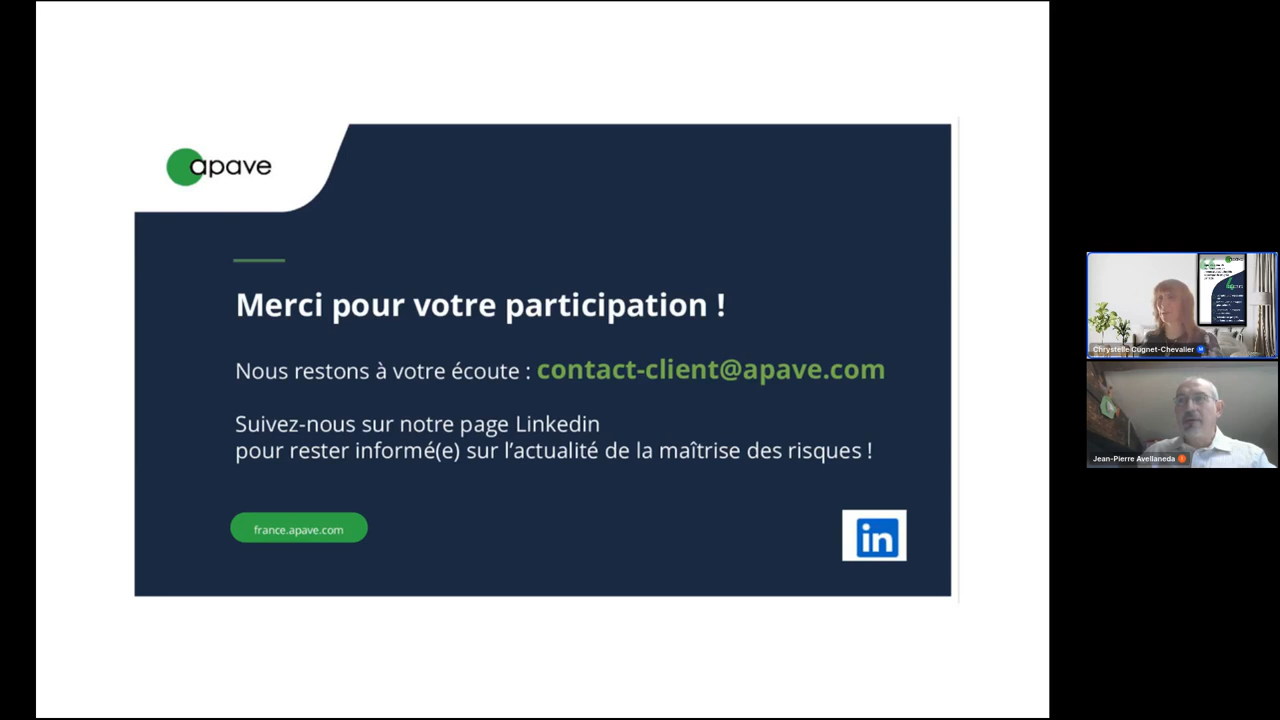 apave
Merci pour votre participation !
Nous restons à votre écoute : contact-client@apave.com
Suivez-nous sur notre page Linkedin
pour rester informé(e) sur l'actualité de la maîtrise des risques !
france.apave.com
in
apave
Chrystelle Cugnet-Chevalier M
Jean-Pierre Avellaneda